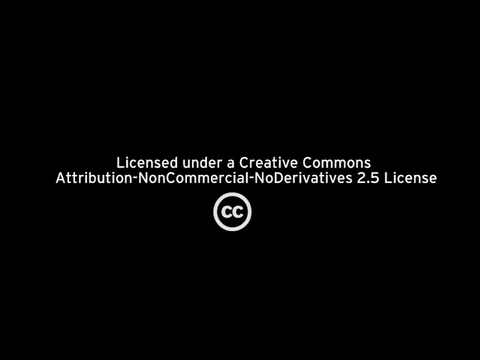 Licensed under a Creative Commons
Attribution-NonCommercial-NoDerivatives 2.5 License
cc